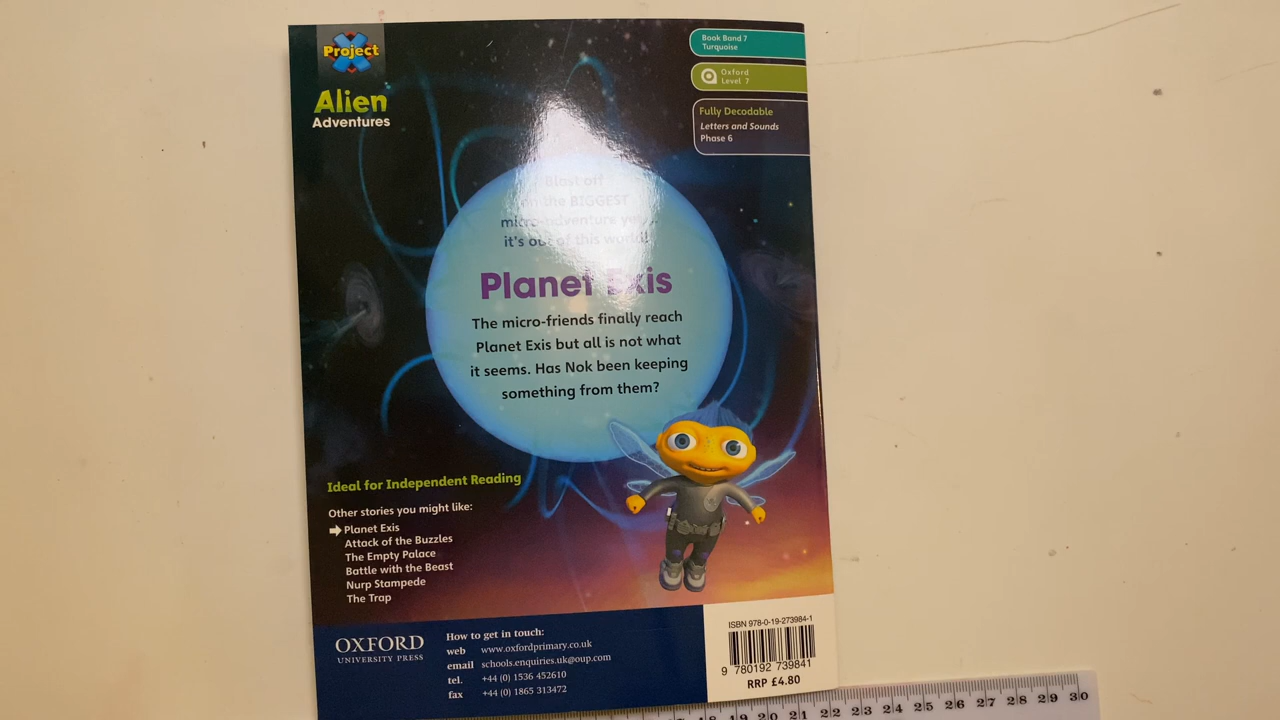 Project X
Alien
Adventures
Book Band 7
Turquoise
Oxford
Level 7
Fully Decodable
Letters and Sounds
Phase 6
Blast off
on the BIGGEST
micro-adventure yet...
it's out of this world!
Planet Exis
The micro-friends finally reach
Planet Exis but all is not what
it seems. Has Nok been keeping
something from them?
Ideal for Independent Reading
Other stories you might like:
Planet Exis
Attack of the Buzzles
The Empty Palace
Battle with the Beast
Nurp Stampede
The Trap
OXFORD
UNIVERSITY PRESS
How to get in touch:
web www.oxfordprimary.co.uk
email schools.enquiries.uk@oup.com
tel. +44 (0) 1536 452610
fax +44 (0) 1865 313472
ISBN 978-0-19-273984-1
9 780192 739841
RRP £4.80
18 19 20 21 22 23 24 25 26 27 28 29 30